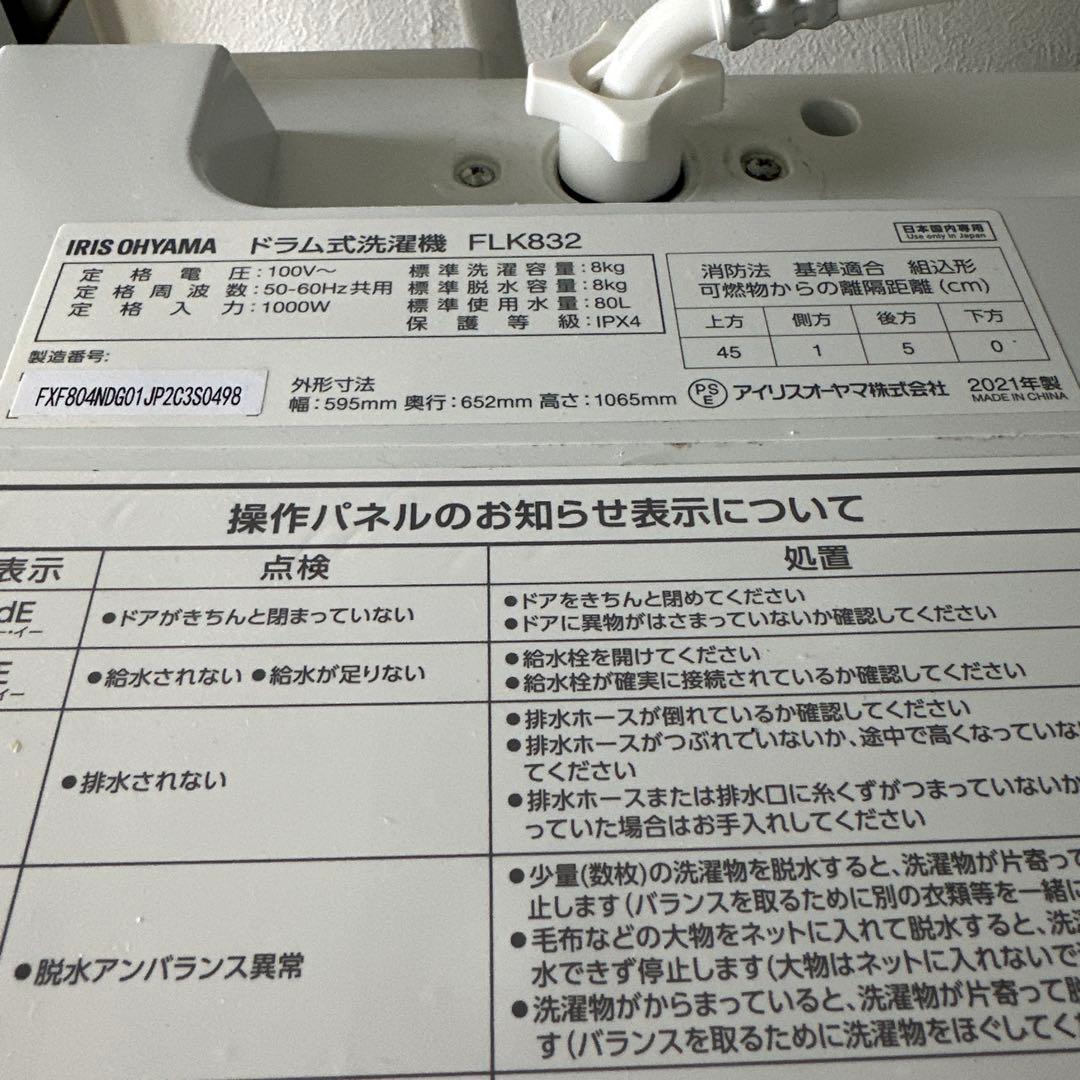 IRIS OHYAMA ドラム式洗濯機 FLK832
日本国内専用
Use only in Japan
定格電圧:100V～ 標準洗濯容量:8kg
定格周波数:50-60Hz共用 標準脱水容量:8kg
定格入力:1000W 標準使用水量:80L
保護等級:IPX4
消防法 基準適合 組込形
可燃物からの離隔距離(cm)
上方 側方 後方 下方
45 1 5 0
製造番号:
FXF804NDG01JP2C3S0498
外形寸法
幅:595mm 奥行:652mm 高さ:1065mm
PSE アイリスオーヤマ株式会社 2021年製
MADE IN CHINA
操作パネルのお知らせ表示について
表示 点検 処置
dE
ー・イー
●ドアがきちんと閉まっていない
●ドアをきちんと閉めてください
●ドアに異物がはさまっていないか確認してください
E
イー
●給水されない ●給水が足りない
●給水栓を開けてください
●給水栓が確実に接続されているか確認してください
●排水されない
●排水ホースが倒れているか確認してください
●排水ホースがつぶれていないか、途中で高くなっていな
てください
●排水ホースまたは排水口に糸くずがつまっていないか
っていた場合はお手入れしてください
●脱水アンバランス異常
●少量(数枚)の洗濯物を脱水すると、洗濯物が片寄って
止します(バランスを取るために別の衣類等を一緒に
●毛布などの大物をネットに入れて脱水すると、洗濯
水できず停止します(大物はネットに入れないで
●洗濯物がからまっていると、洗濯物が片寄って脱
す(バランスを取るために洗濯物をほぐしてくだ